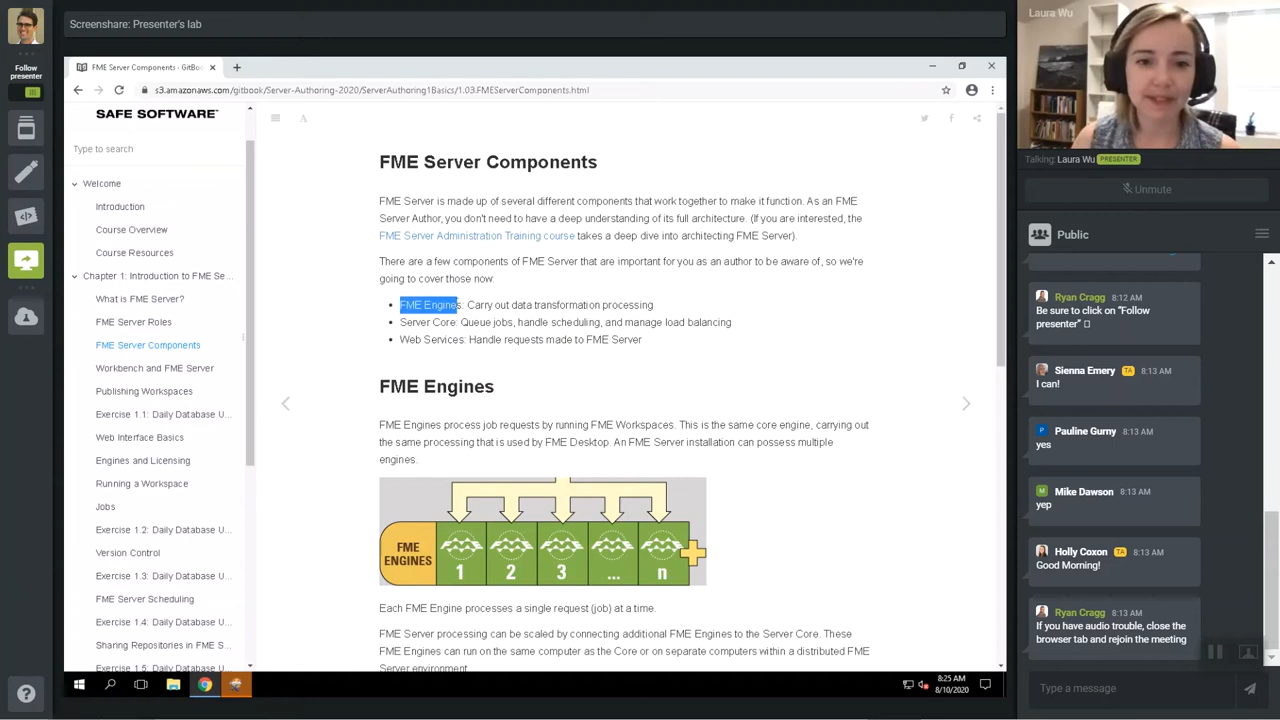 Screenshare: Presenter's lab
Follow
presenter
FME Server Components · GitBo
s3.amazonaws.com/gitbook/Server-Authoring-2020/ServerAuthoring1Basics/1.03.FMEServerComponents.html
SAFE SOFTWARE™
Type to search
Welcome
Introduction
Course Overview
Course Resources
Chapter 1: Introduction to FME Se...
What is FME Server?
FME Server Roles
FME Server Components
Workbench and FME Server
Publishing Workspaces
Exercise 1.1: Daily Database U...
Web Interface Basics
Engines and Licensing
Running a Workspace
Jobs
Exercise 1.2: Daily Database U...
Version Control
Exercise 1.3: Daily Database U...
FME Server Scheduling
Exercise 1.4: Daily Database U...
Sharing Repositories in FME S...
Exercise 1.5: Daily Database U...
A
FME Server Components
FME Server is made up of several different components that work together to make it function. As an FME
Server Author, you don't need to have a deep understanding of its full architecture. (If you are interested, the
FME Server Administration Training course takes a deep dive into architecting FME Server).
There are a few components of FME Server that are important for you as an author to be aware of, so we're
going to cover those now:
• FME Engines: Carry out data transformation processing
• Server Core: Queue jobs, handle scheduling, and manage load balancing
• Web Services: Handle requests made to FME Server
FME Engines
FME Engines process job requests by running FME Workspaces. This is the same core engine, carrying out
the same processing that is used by FME Desktop. An FME Server installation can possess multiple
engines.
FME
ENGINES
1 2 3 ... n
Each FME Engine processes a single request (job) at a time.
FME Server processing can be scaled by connecting additional FME Engines to the Server Core. These
FME Engines can run on the same computer as the Core or on separate computers within a distributed FME
Server environment.
8:25 AM
8/10/2020
Laura Wu
Talking: Laura Wu PRESENTER
Unmute
Public
Ryan Cragg 8:12 AM
Be sure to click on "Follow
presenter"
Sienna Emery TA 8:13 AM
I can!
P
Pauline Gurny 8:13 AM
yes
M
Mike Dawson 8:13 AM
yep
Holly Coxon TA 8:13 AM
Good Morning!
Ryan Cragg 8:13 AM
If you have audio trouble, close the
browser tab and rejoin the meeting
Type a message